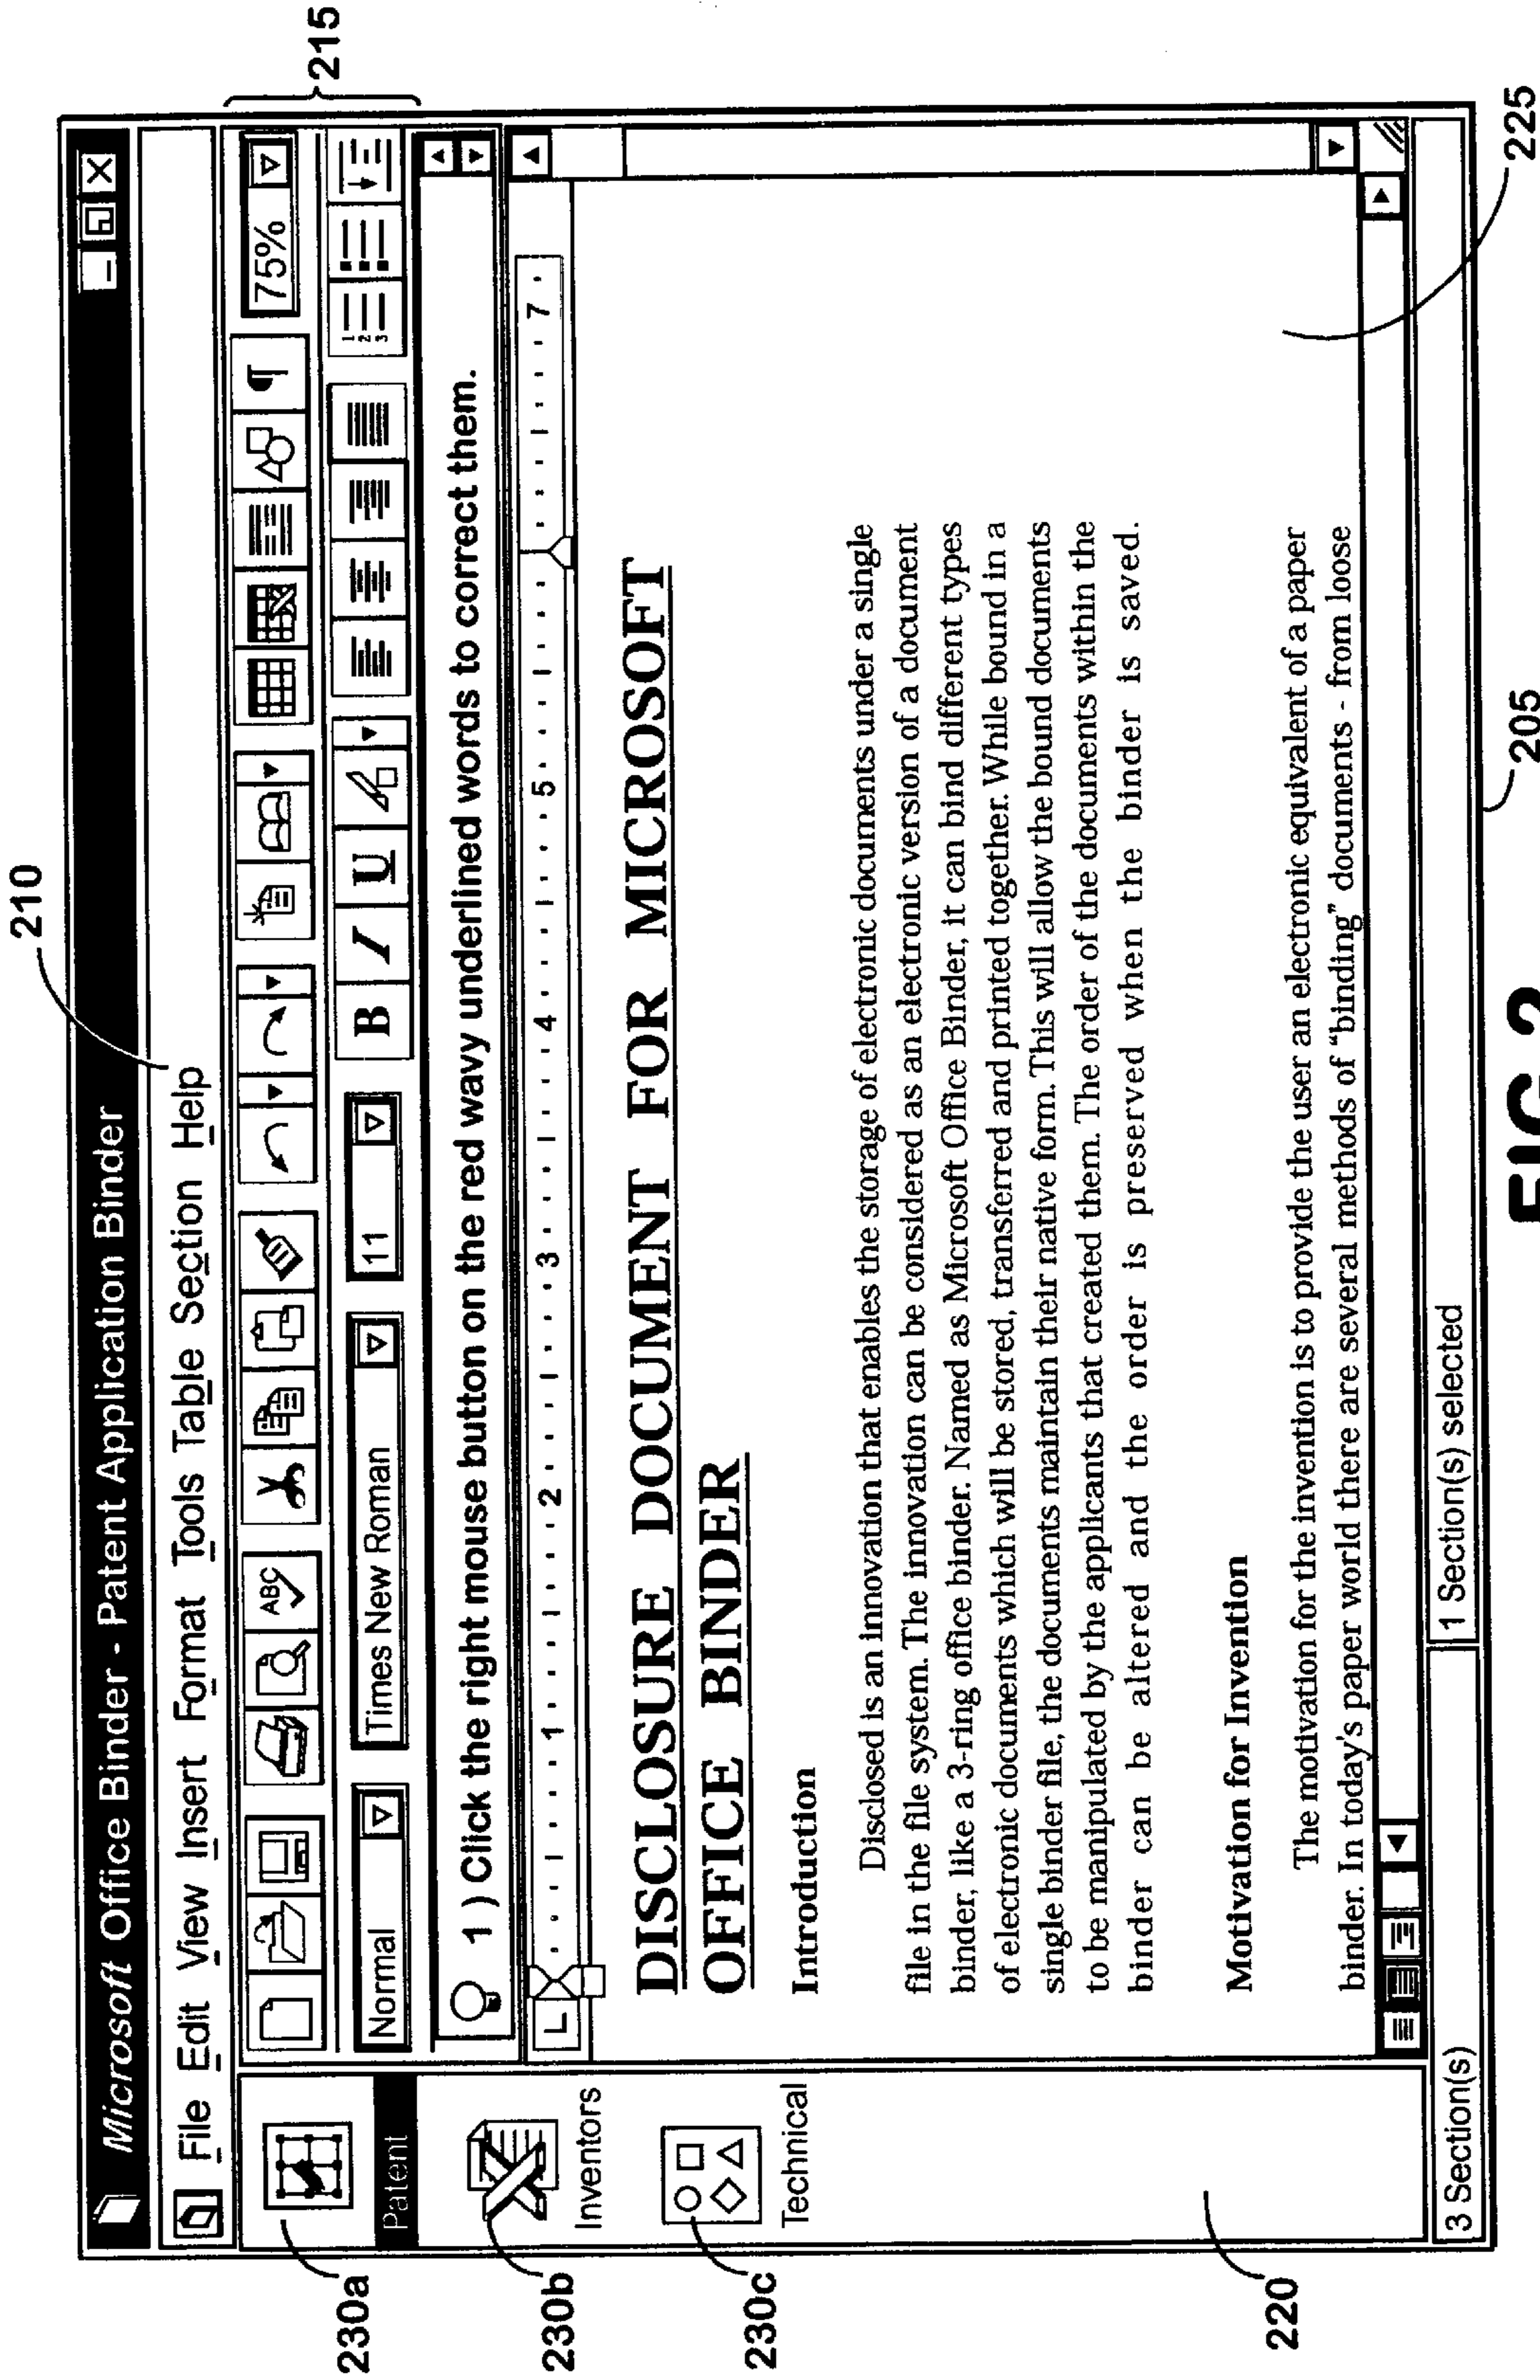 210
Microsoft Office Binder - Patent Application Binder
File Edit View Insert Format Tools Table Section Help
215
ABC
75%
Normal
Times New Roman
11
B I U
1 2 3
1 ) Click the right mouse button on the red wavy underlined words to correct them.
L 1 2 3 4 5 7
230a
Patent
230b
Inventors
230c
Technical
220
DISCLOSURE DOCUMENT FOR MICROSOFT
OFFICE BINDER
Introduction
Disclosed is an innovation that enables the storage of electronic documents under a single
file in the file system. The innovation can be considered as an electronic version of a document
binder, like a 3-ring office binder. Named as Microsoft Office Binder, it can bind different types
of electronic documents which will be stored, transferred and printed together. While bound in a
single binder file, the documents maintain their native form. This will allow the bound documents
to be manipulated by the applicants that created them. The order of the documents within the
binder can be altered and the order is preserved when the binder is saved.
Motivation for Invention
The motivation for the invention is to provide the user an electronic equivalent of a paper
binder. In today's paper world there are several methods of “binding” documents - from loose
3 Section(s)
1 Section(s) selected
225
205